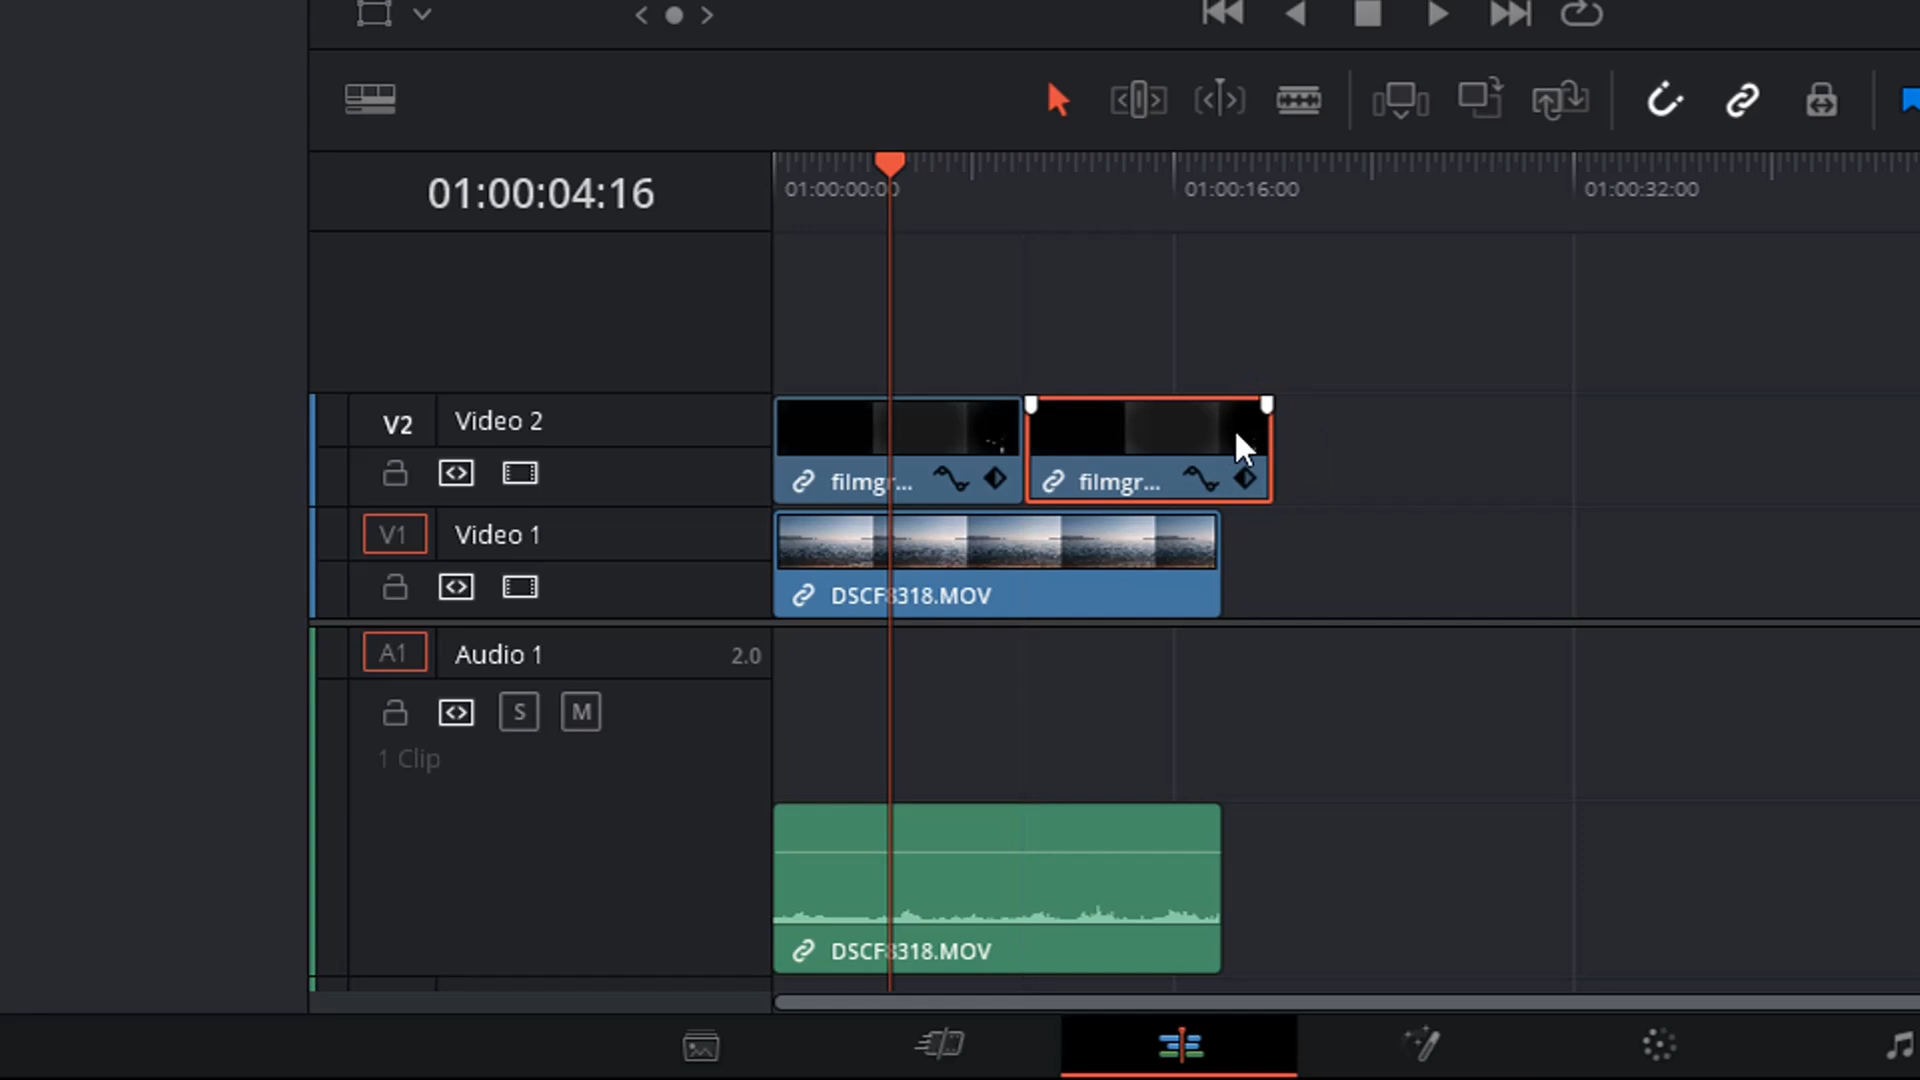 01:00:04:16
01:00:00:00
01:00:16:00
01:00:32:00
V2 Video 2
filmgr...
filmgr...
V1 Video 1
DSCF8318.MOV
A1 Audio 1 2.0
S M
1 Clip
DSCF8318.MOV